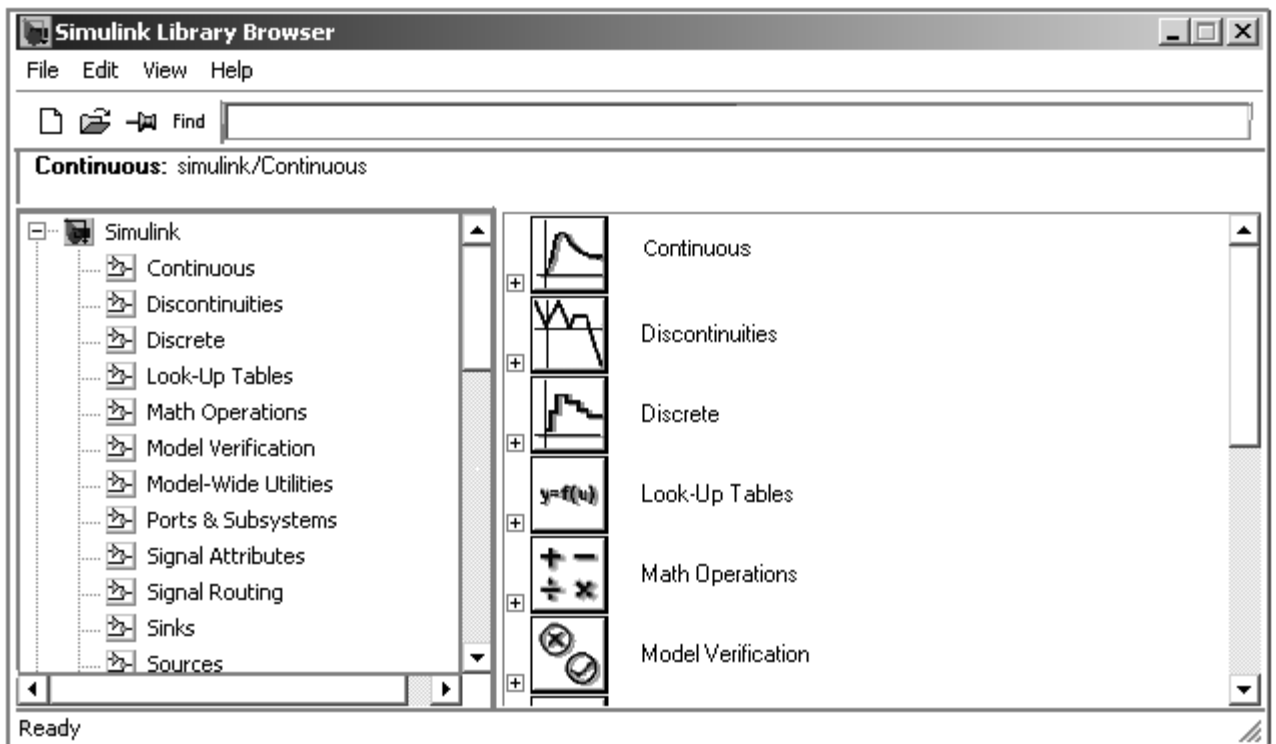 Simulink Library Browser
File Edit View Help
Find
Continuous: simulink/Continuous
Simulink
Continuous
Discontinuities
Discrete
Look-Up Tables
Math Operations
Model Verification
Model-Wide Utilities
Ports & Subsystems
Signal Attributes
Signal Routing
Sinks
Sources
Continuous
Discontinuities
Discrete
y=f(u)
Look-Up Tables
Math Operations
Model Verification
Ready